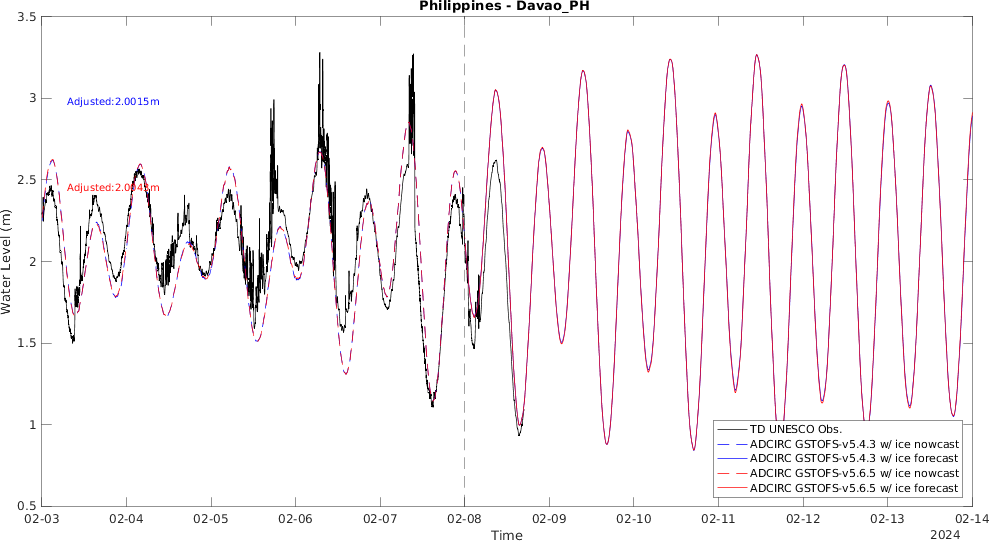 Philippines - Davao_PH
3.5
3
2.5
2
1.5
1
0.5
Water Level (m)
Adjusted:2.0015m
Adjusted:2.0943m
TD UNESCO Obs.
ADCIRC GSTOFS-v5.4.3 w/ ice nowcast
ADCIRC GSTOFS-v5.4.3 w/ ice forecast
ADCIRC GSTOFS-v5.6.5 w/ ice nowcast
ADCIRC GSTOFS-v5.6.5 w/ ice forecast
02-03 02-04 02-05 02-06 02-07 02-08 02-09 02-10 02-11 02-12 02-13 02-14
Time
2024